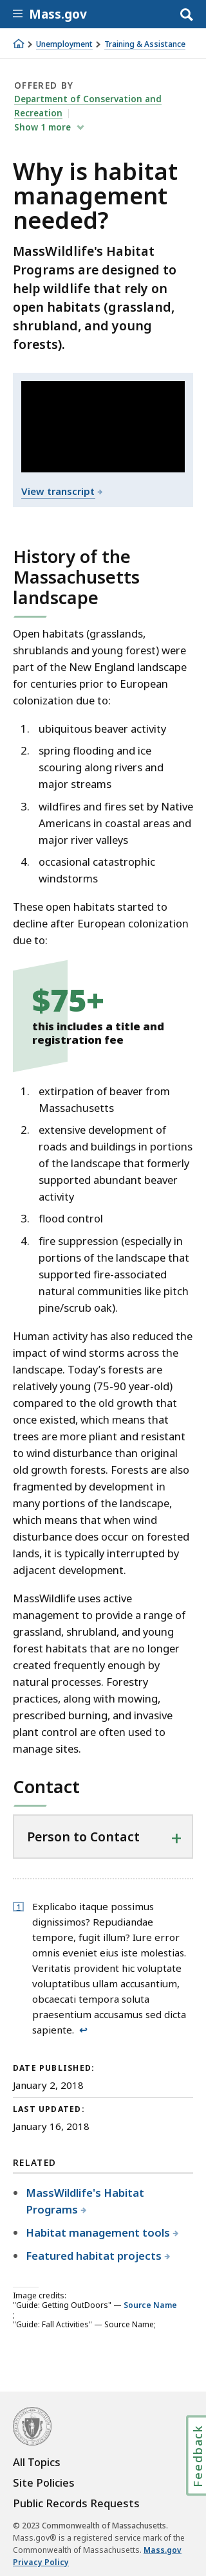 Mass.gov
Unemployment > Training & Assistance
OFFERED BY
Department of Conservation and
Recreation
Show 1 more
Why is habitat
management
needed?
MassWildlife's Habitat
Programs are designed to
help wildlife that rely on
open habitats (grassland,
shrubland, and young
forests).
View transcript
History of the
Massachusetts
landscape
Open habitats (grasslands,
shrublands and young forest) were
part of the New England landscape
for centuries prior to European
colonization due to:
1. ubiquitous beaver activity
2. spring flooding and ice
scouring along rivers and
major streams
3. wildfires and fires set by Native
Americans in coastal areas and
major river valleys
4. occasional catastrophic
windstorms
These open habitats started to
decline after European colonization
due to:
$75+
this includes a title and
registration fee
1. extirpation of beaver from
Massachusetts
2. extensive development of
roads and buildings in portions
of the landscape that formerly
supported abundant beaver
activity
3. flood control
4. fire suppression (especially in
portions of the landscape that
supported fire-associated
natural communities like pitch
pine/scrub oak).
Human activity has also reduced the
impact of wind storms across the
landscape. Today's forests are
relatively young (75-90 year-old)
compared to the old growth that
once existed, which means that
trees are more pliant and resistant
to wind disturbance than original
old growth forests. Forests are also
fragmented by development in
many portions of the landscape,
which means that when wind
disturbance does occur on forested
lands, it is typically interrupted by
adjacent development.
MassWildlife uses active
management to provide a range of
grassland, shrubland, and young
forest habitats that are no longer
created in adequate abundance by
natural processes. Forestry
practices, along with mowing,
prescribed burning, and invasive
plant control are often used to
manage sites.
Contact
Person to Contact +
1 Explicabo itaque possimus
dignissimos? Repudiandae
tempore, fugit illum? Iure error
omnis eveniet eius iste molestias.
Veritatis provident hic voluptate
voluptatibus ullam accusantium,
obcaecati tempora soluta
praesentium accusamus sed dicta
sapiente. ↩
DATE PUBLISHED:
January 2, 2018
LAST UPDATED:
January 16, 2018
RELATED
MassWildlife's Habitat
Programs
Habitat management tools
Featured habitat projects
Image credits:
"Guide: Getting OutDoors" — Source Name
;
"Guide: Fall Activities" — Source Name;
Feedback
All Topics
Site Policies
Public Records Requests
© 2023 Commonwealth of Massachusetts.
Mass.gov® is a registered service mark of the
Commonwealth of Massachusetts. Mass.gov
Privacy Policy